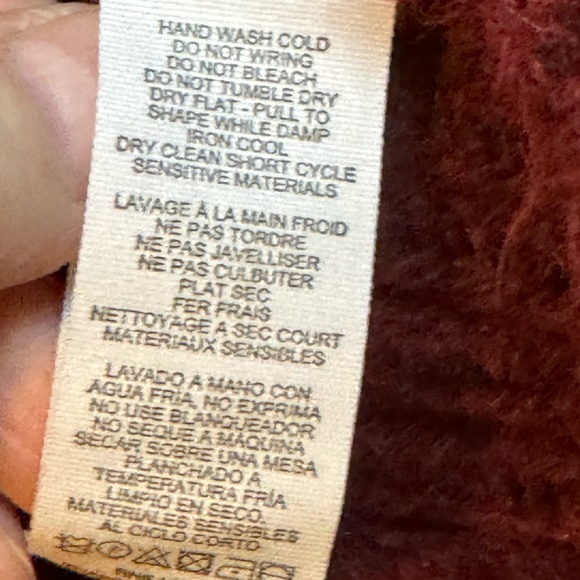 HAND WASH COLD
DO NOT WRING
DO NOT BLEACH
DO NOT TUMBLE DRY
DRY FLAT - PULL TO
SHAPE WHILE DAMP
IRON COOL
DRY CLEAN SHORT CYCLE
SENSITIVE MATERIALS
LAVAGE À LA MAIN FROID
NE PAS TORDRE
NE PAS JAVELLISER
NE PAS CULBUTER
PLAT SEC
FER FRAIS
NETTOYAGE A SEC COURT
MATERIAUX SENSIBLES
LAVADO A MANO CON
AGUA FRIA, NO EXPRIMA
NO USE BLANQUEADOR
NO SEQUE A MAQUINA
SECAR SOBRE UNA MESA
PLANCHADO A
TEMPERATURA FRÍA
LIMPIO EN SECO.
MATERIALES SENSIBLES
AL CICLO CORTO